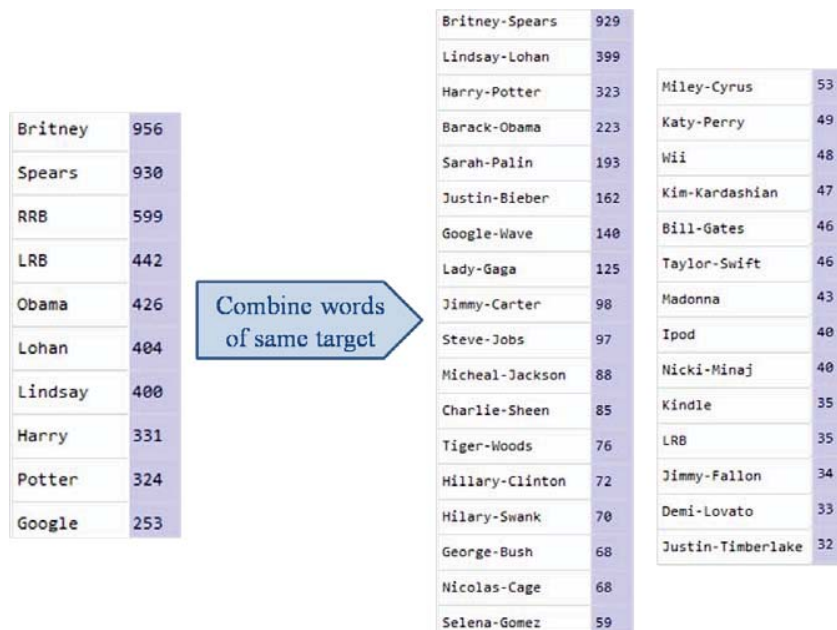 Britney 956
Spears 930
RRB 599
LRB 442
Obama 426
Lohan 404
Lindsay 400
Harry 331
Potter 324
Google 253
Combine words
of same target
Britney-Spears 929
Lindsay-Lohan 399
Harry-Potter 323
Barack-Obama 223
Sarah-Palin 193
Justin-Bieber 162
Google-Wave 140
Lady-Gaga 125
Jimmy-Carter 98
Steve-Jobs 97
Micheal-Jackson 88
Charlie-Sheen 85
Tiger-Woods 76
Hillary-Clinton 72
Hilary-Swank 70
George-Bush 68
Nicolas-Cage 68
Selena-Gomez 59
Miley-Cyrus 53
Katy-Perry 49
Wii 48
Kim-Kardashian 47
Bill-Gates 46
Taylor-Swift 46
Madonna 43
Ipod 40
Nicki-Minaj 40
Kindle 35
LRB 35
Jimmy-Fallon 34
Demi-Lovato 33
Justin-Timberlake 32